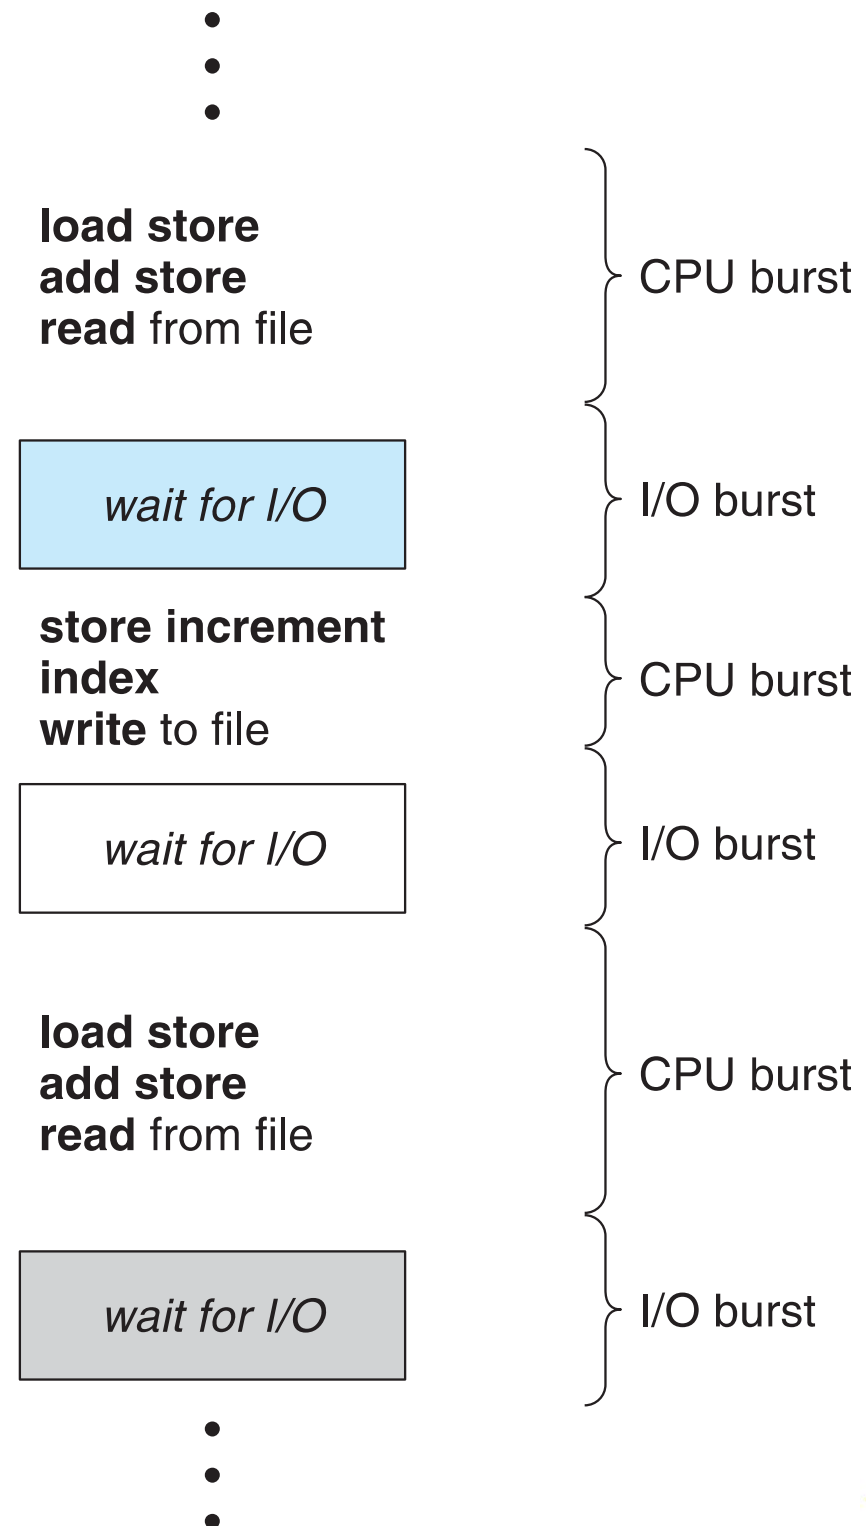 load store
add store
read from file
CPU burst
wait for I/O
I/O burst
store increment
index
write to file
CPU burst
wait for I/O
I/O burst
load store
add store
read from file
CPU burst
wait for I/O
I/O burst